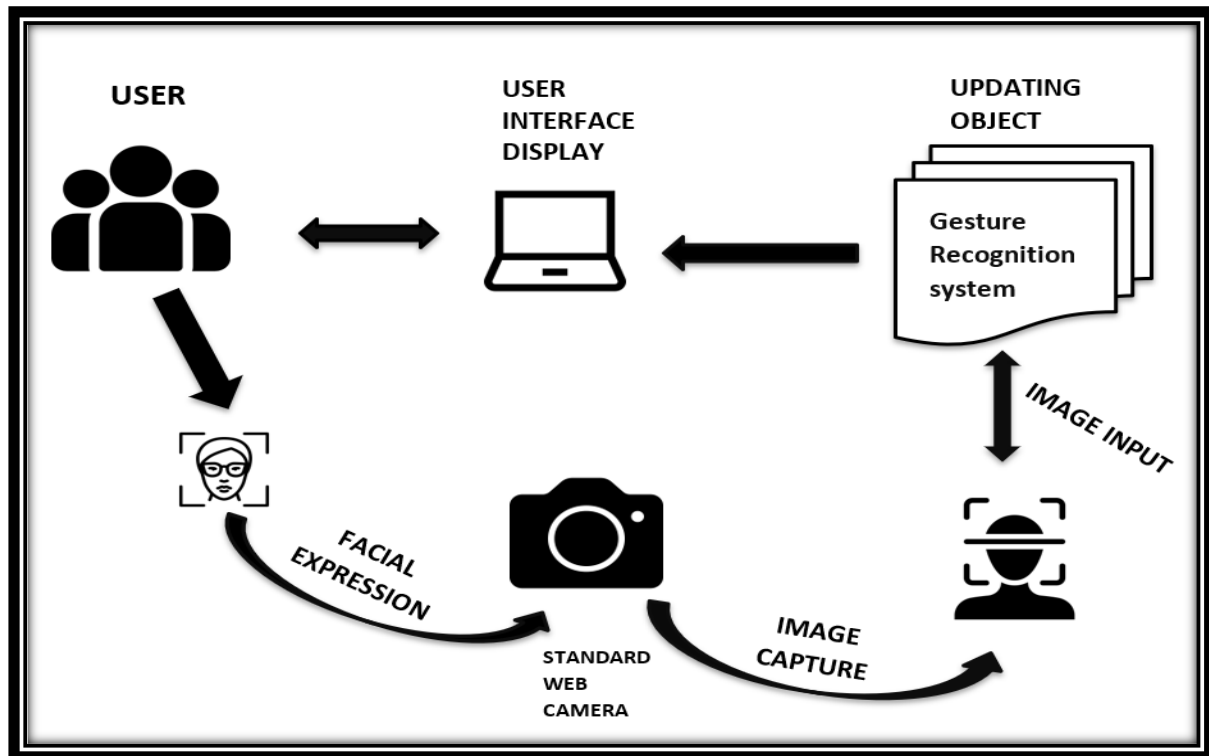 USER
USER
INTERFACE
DISPLAY
UPDATING
OBJECT
Gesture
Recognition
system
IMAGE INPUT
FACIAL
EXPRESSION
STANDARD
WEB
CAMERA
IMAGE
CAPTURE